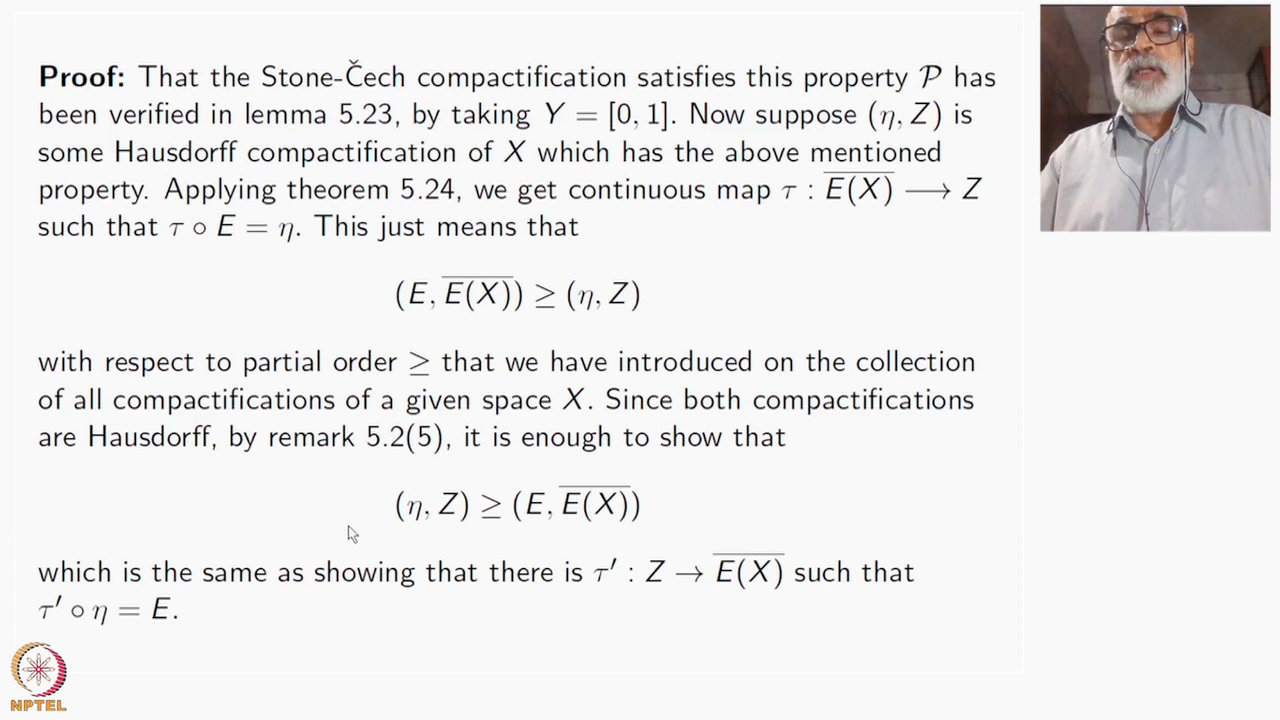 Proof: That the Stone-Čech compactification satisfies this property 𝒫 has
been verified in lemma 5.23, by taking Y = [0, 1]. Now suppose (η, Z) is
some Hausdorff compactification of X which has the above mentioned
property. Applying theorem 5.24, we get continuous map τ : E̅(̅X̅)̅ ⟶ Z
such that τ ∘ E = η. This just means that
(E, E̅(̅X̅)̅) ≥ (η, Z)
with respect to partial order ≥ that we have introduced on the collection
of all compactifications of a given space X. Since both compactifications
are Hausdorff, by remark 5.2(5), it is enough to show that
(η, Z) ≥ (E, E̅(̅X̅)̅)
which is the same as showing that there is τ′ : Z → E̅(̅X̅)̅ such that
τ′ ∘ η = E.
NPTEL